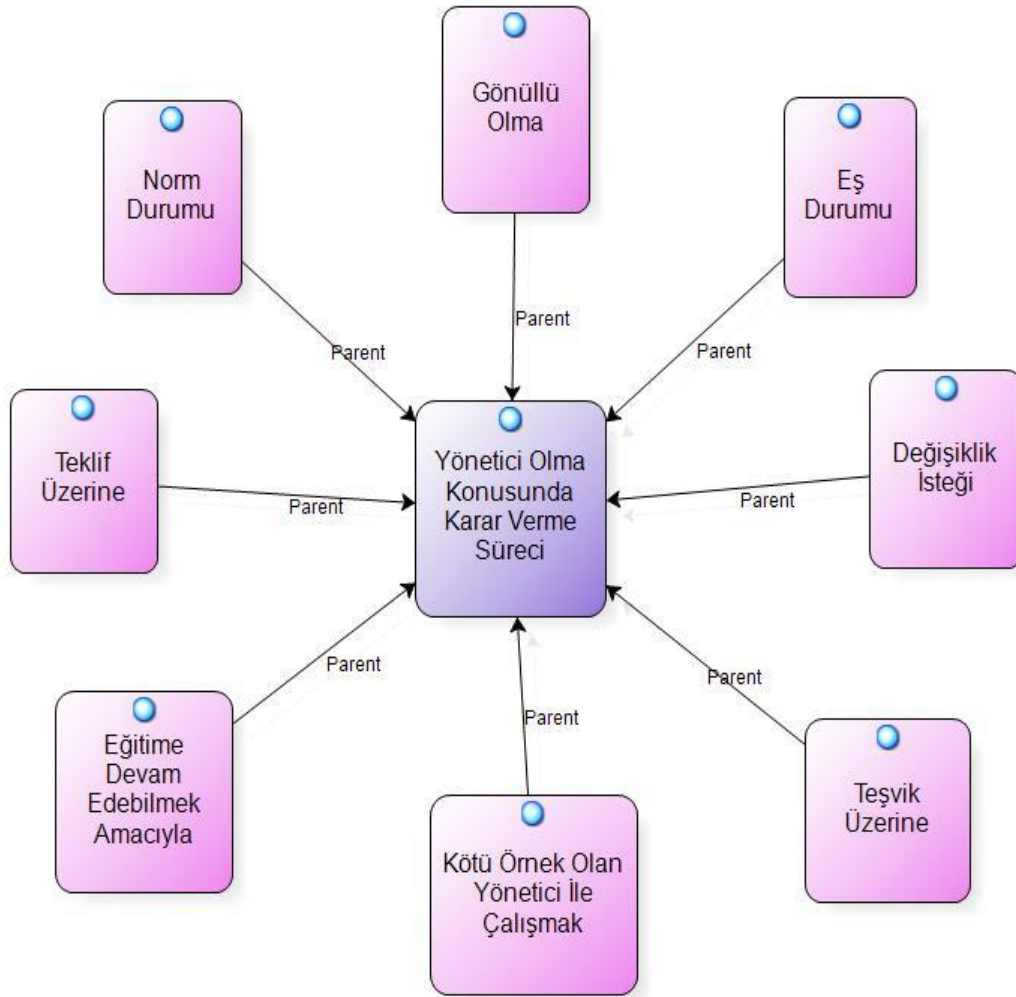 Gönüllü
Olma
Norm
Durumu
Eş
Durumu
Parent
Parent
Parent
Teklif
Üzerine
Yönetici Olma
Konusunda
Karar Verme
Süreci
Değişiklik
İsteği
Parent
Parent
Parent
Parent
Parent
Eğitime
Devam
Edebilmek
Amacıyla
Kötü Örnek Olan
Yönetici İle
Çalışmak
Teşvik
Üzerine